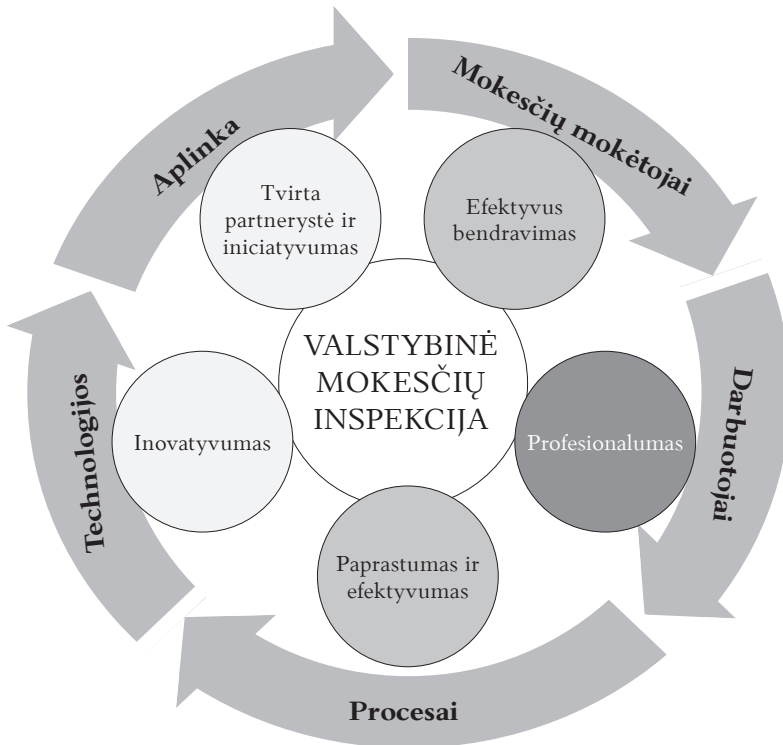 Mokesčių mokėtojai
Aplinka
Tvirta
partnerystė ir
iniciatyvumas
Efektyvus
bendravimas
VALSTYBINĖ
MOKESČIŲ
INSPEKCIJA
Darbuotojai
Technologijos
Inovatyvumas
Profesionalumas
Paprastumas ir
efektyvumas
Procesai